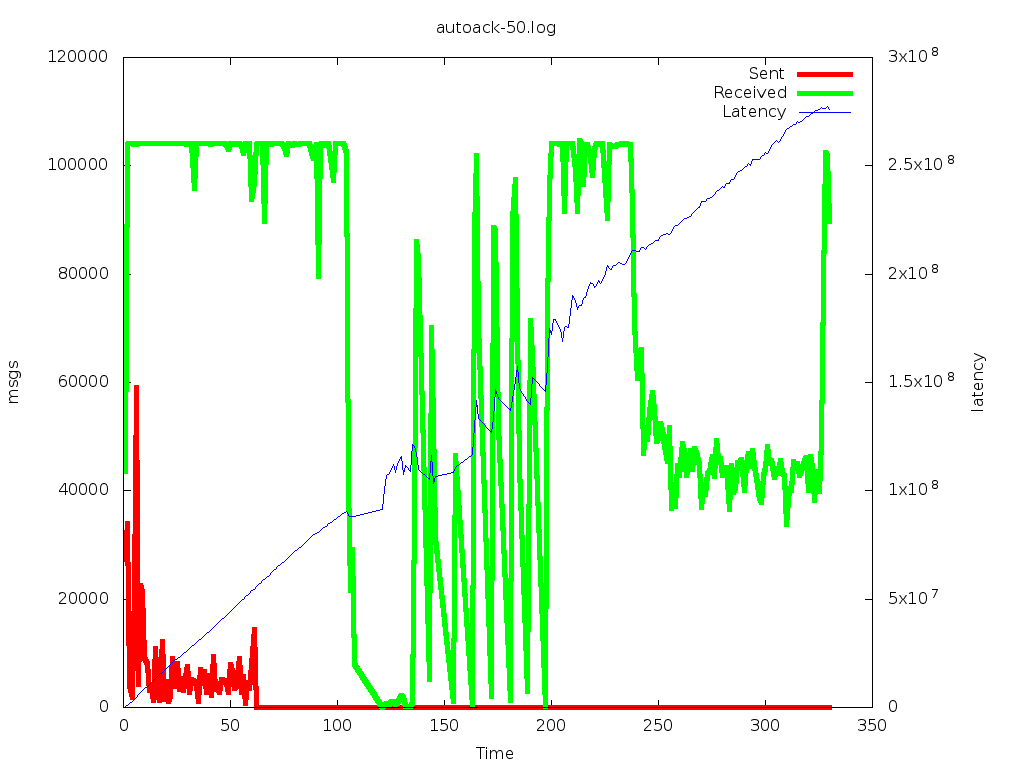 autoack-50.log
120000
100000
80000
60000
40000
20000
0
msgs
3x10^8
2.5x10^8
2x10^8
1.5x10^8
1x10^8
5x10^7
0
latency
Sent
Received
Latency
0 50 100 150 200 250 300 350
Time